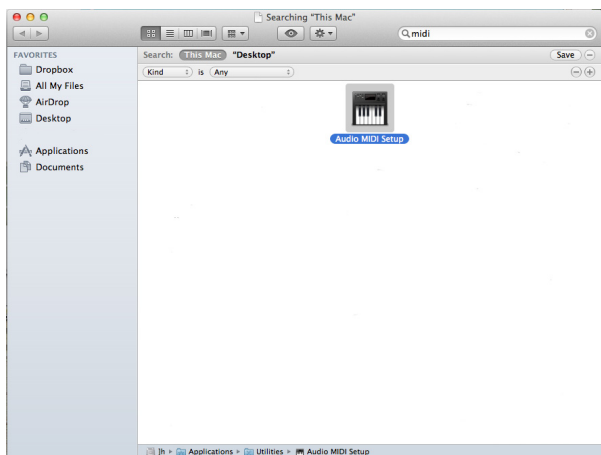 Searching "This Mac"
midi
FAVORITES
Dropbox
All My Files
AirDrop
Desktop
Applications
Documents
Search: This Mac "Desktop" Save
Kind is Any
Audio MIDI Setup
Applications ▸ Utilities ▸ Audio MIDI Setup